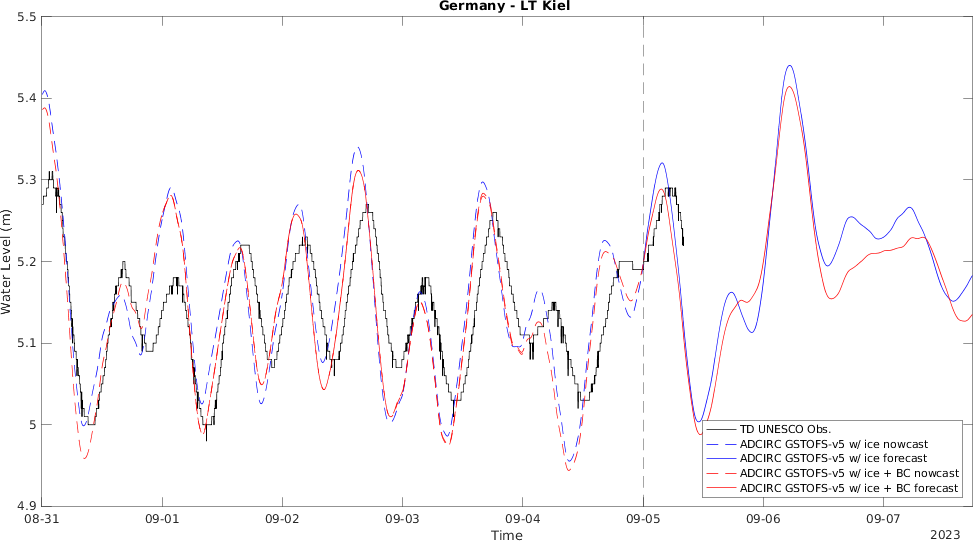 Germany - LT Kiel
5.5
5.4
5.3
5.2
5.1
5
4.9
Water Level (m)
08-31 09-01 09-02 09-03 09-04 09-05 09-06 09-07
Time
2023
TD UNESCO Obs.
ADCIRC GSTOFS-v5 w/ ice nowcast
ADCIRC GSTOFS-v5 w/ ice forecast
ADCIRC GSTOFS-v5 w/ ice + BC nowcast
ADCIRC GSTOFS-v5 w/ ice + BC forecast